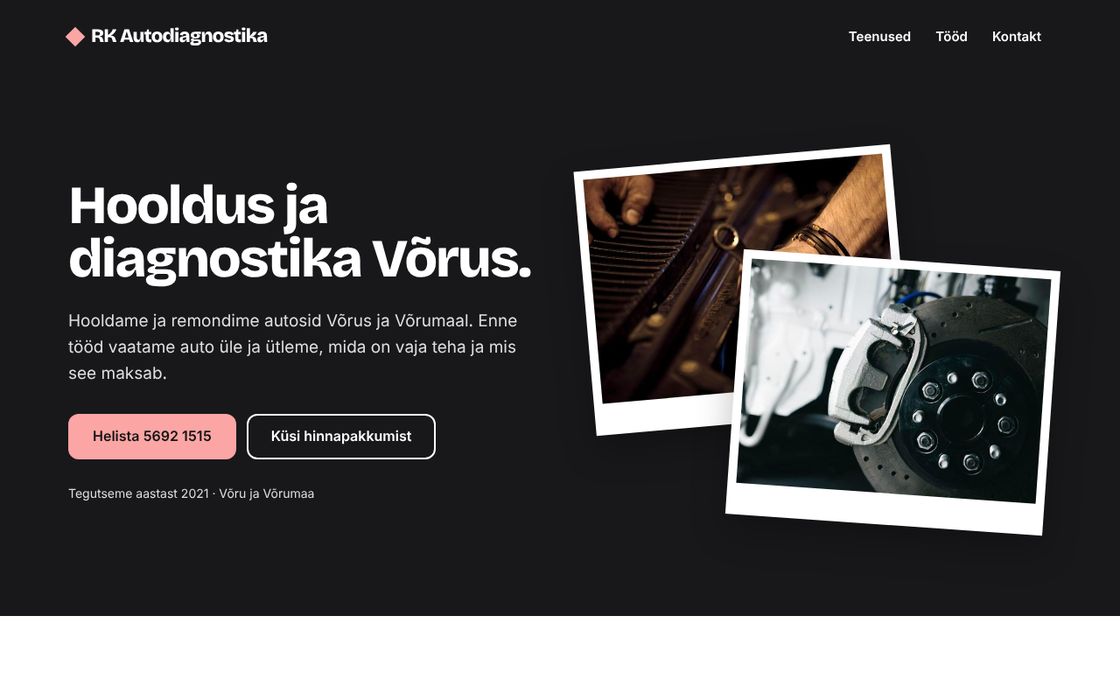 RK Autodiagnostika
Teenused
Tööd
Kontakt
Hooldus ja
diagnostika Võrus.
Hooldame ja remondime autosid Võrus ja Võrumaal. Enne
tööd vaatame auto üle ja ütleme, mida on vaja teha ja mis
see maksab.
Helista 5692 1515
Küsi hinnapakkumist
Tegutseme aastast 2021 · Võru ja Võrumaa